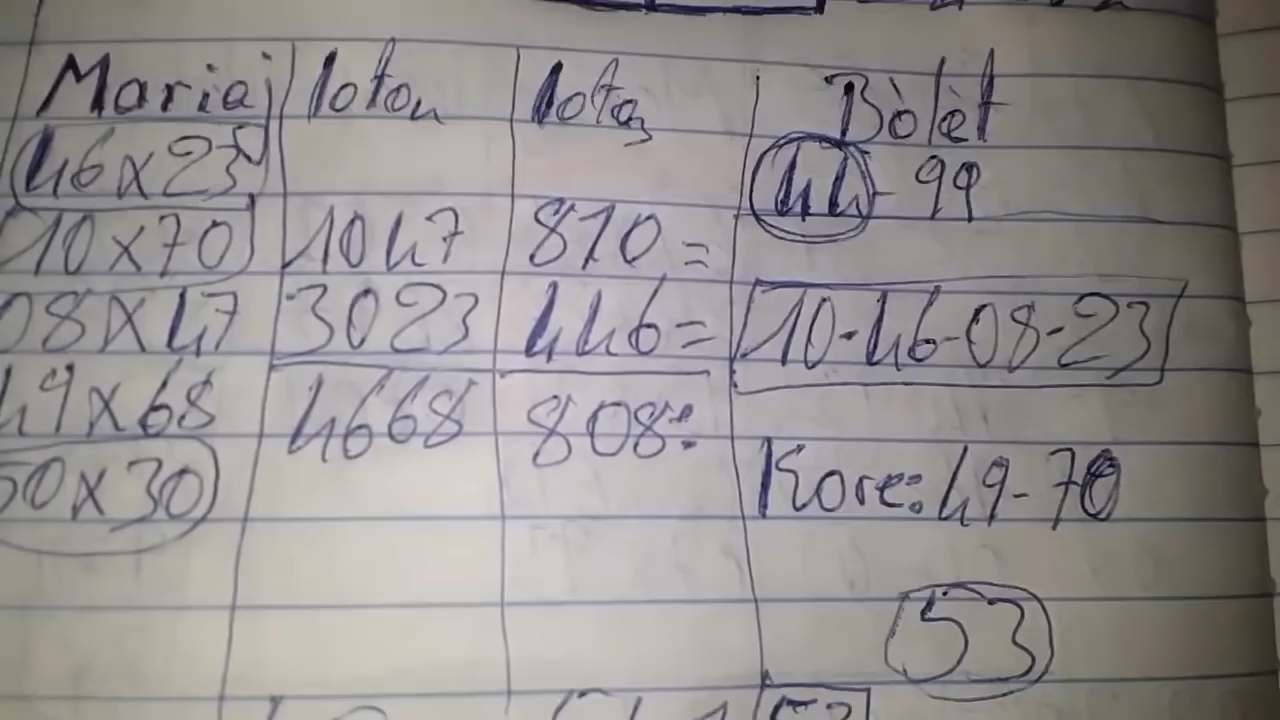 Mariaj loto4 loto3 Bòlèt
46x23 44-99
10x70 1047 810=
08x47 3023 446= 10-46-08-23
49x68 4668 808=
50x30 Kore: 49-70
53